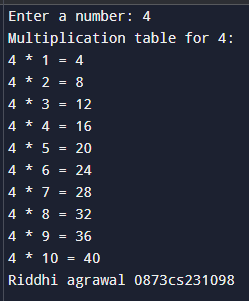 Enter a number: 4
Multiplication table for 4:
4 * 1 = 4
4 * 2 = 8
4 * 3 = 12
4 * 4 = 16
4 * 5 = 20
4 * 6 = 24
4 * 7 = 28
4 * 8 = 32
4 * 9 = 36
4 * 10 = 40
Riddhi agrawal 0873cs231098